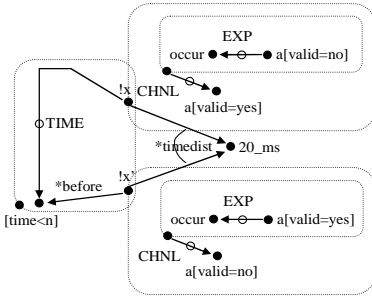 EXP
occur a[valid=no]
!x CHNL
a[valid=yes]
TIME
*timedist 20_ms
*before !x'
[time<n]
EXP
occur a[valid=yes]
CHNL
a[valid=no]